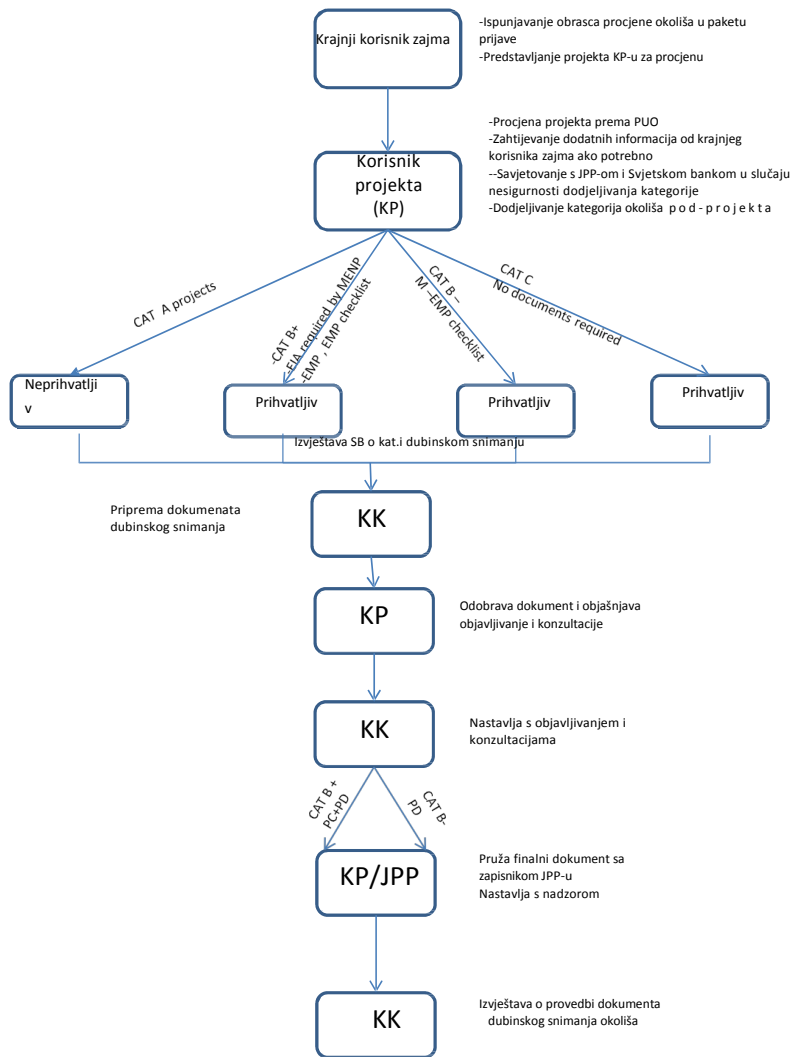 Krajnji korisnik zajma
-Ispunjavanje obrasca procjene okoliša u paketu
prijave
-Predstavljanje projekta KP-u za procjenu
Korisnik
projekta
(KP)
-Procjena projekta prema PUO
-Zahtijevanje dodatnih informacija od krajnjeg
korisnika zajma ako potrebno
--Savjetovanje s JPP-om i Svjetskom bankom u slučaju
nesigurnosti dodjeljivanja kategorije
-Dodjeljivanje kategorija okoliša pod-projekta
CAT A projects
-CAT B+
-EIA required by MENP
-EMP , EMP checklist
CAT B –
M –EMP checklist
CAT C
No documents required
Neprihvatlji
v
Prihvatljiv
Prihvatljiv
Prihvatljiv
Izvještava SB o kat.i dubinskom snimanju
Priprema dokumenata
dubinskog snimanja
KK
KP
Odobrava dokument i objašnjava
objavljivanje i konzultacije
KK
Nastavlja s objavljivanjem i
konzultacijama
CAT B +
PC+PD
CAT B-
PD
KP/JPP
Pruža finalni dokument sa
zapisnikom JPP-u
Nastavlja s nadzorom
KK
Izvještava o provedbi dokumenta
dubinskog snimanja okoliša